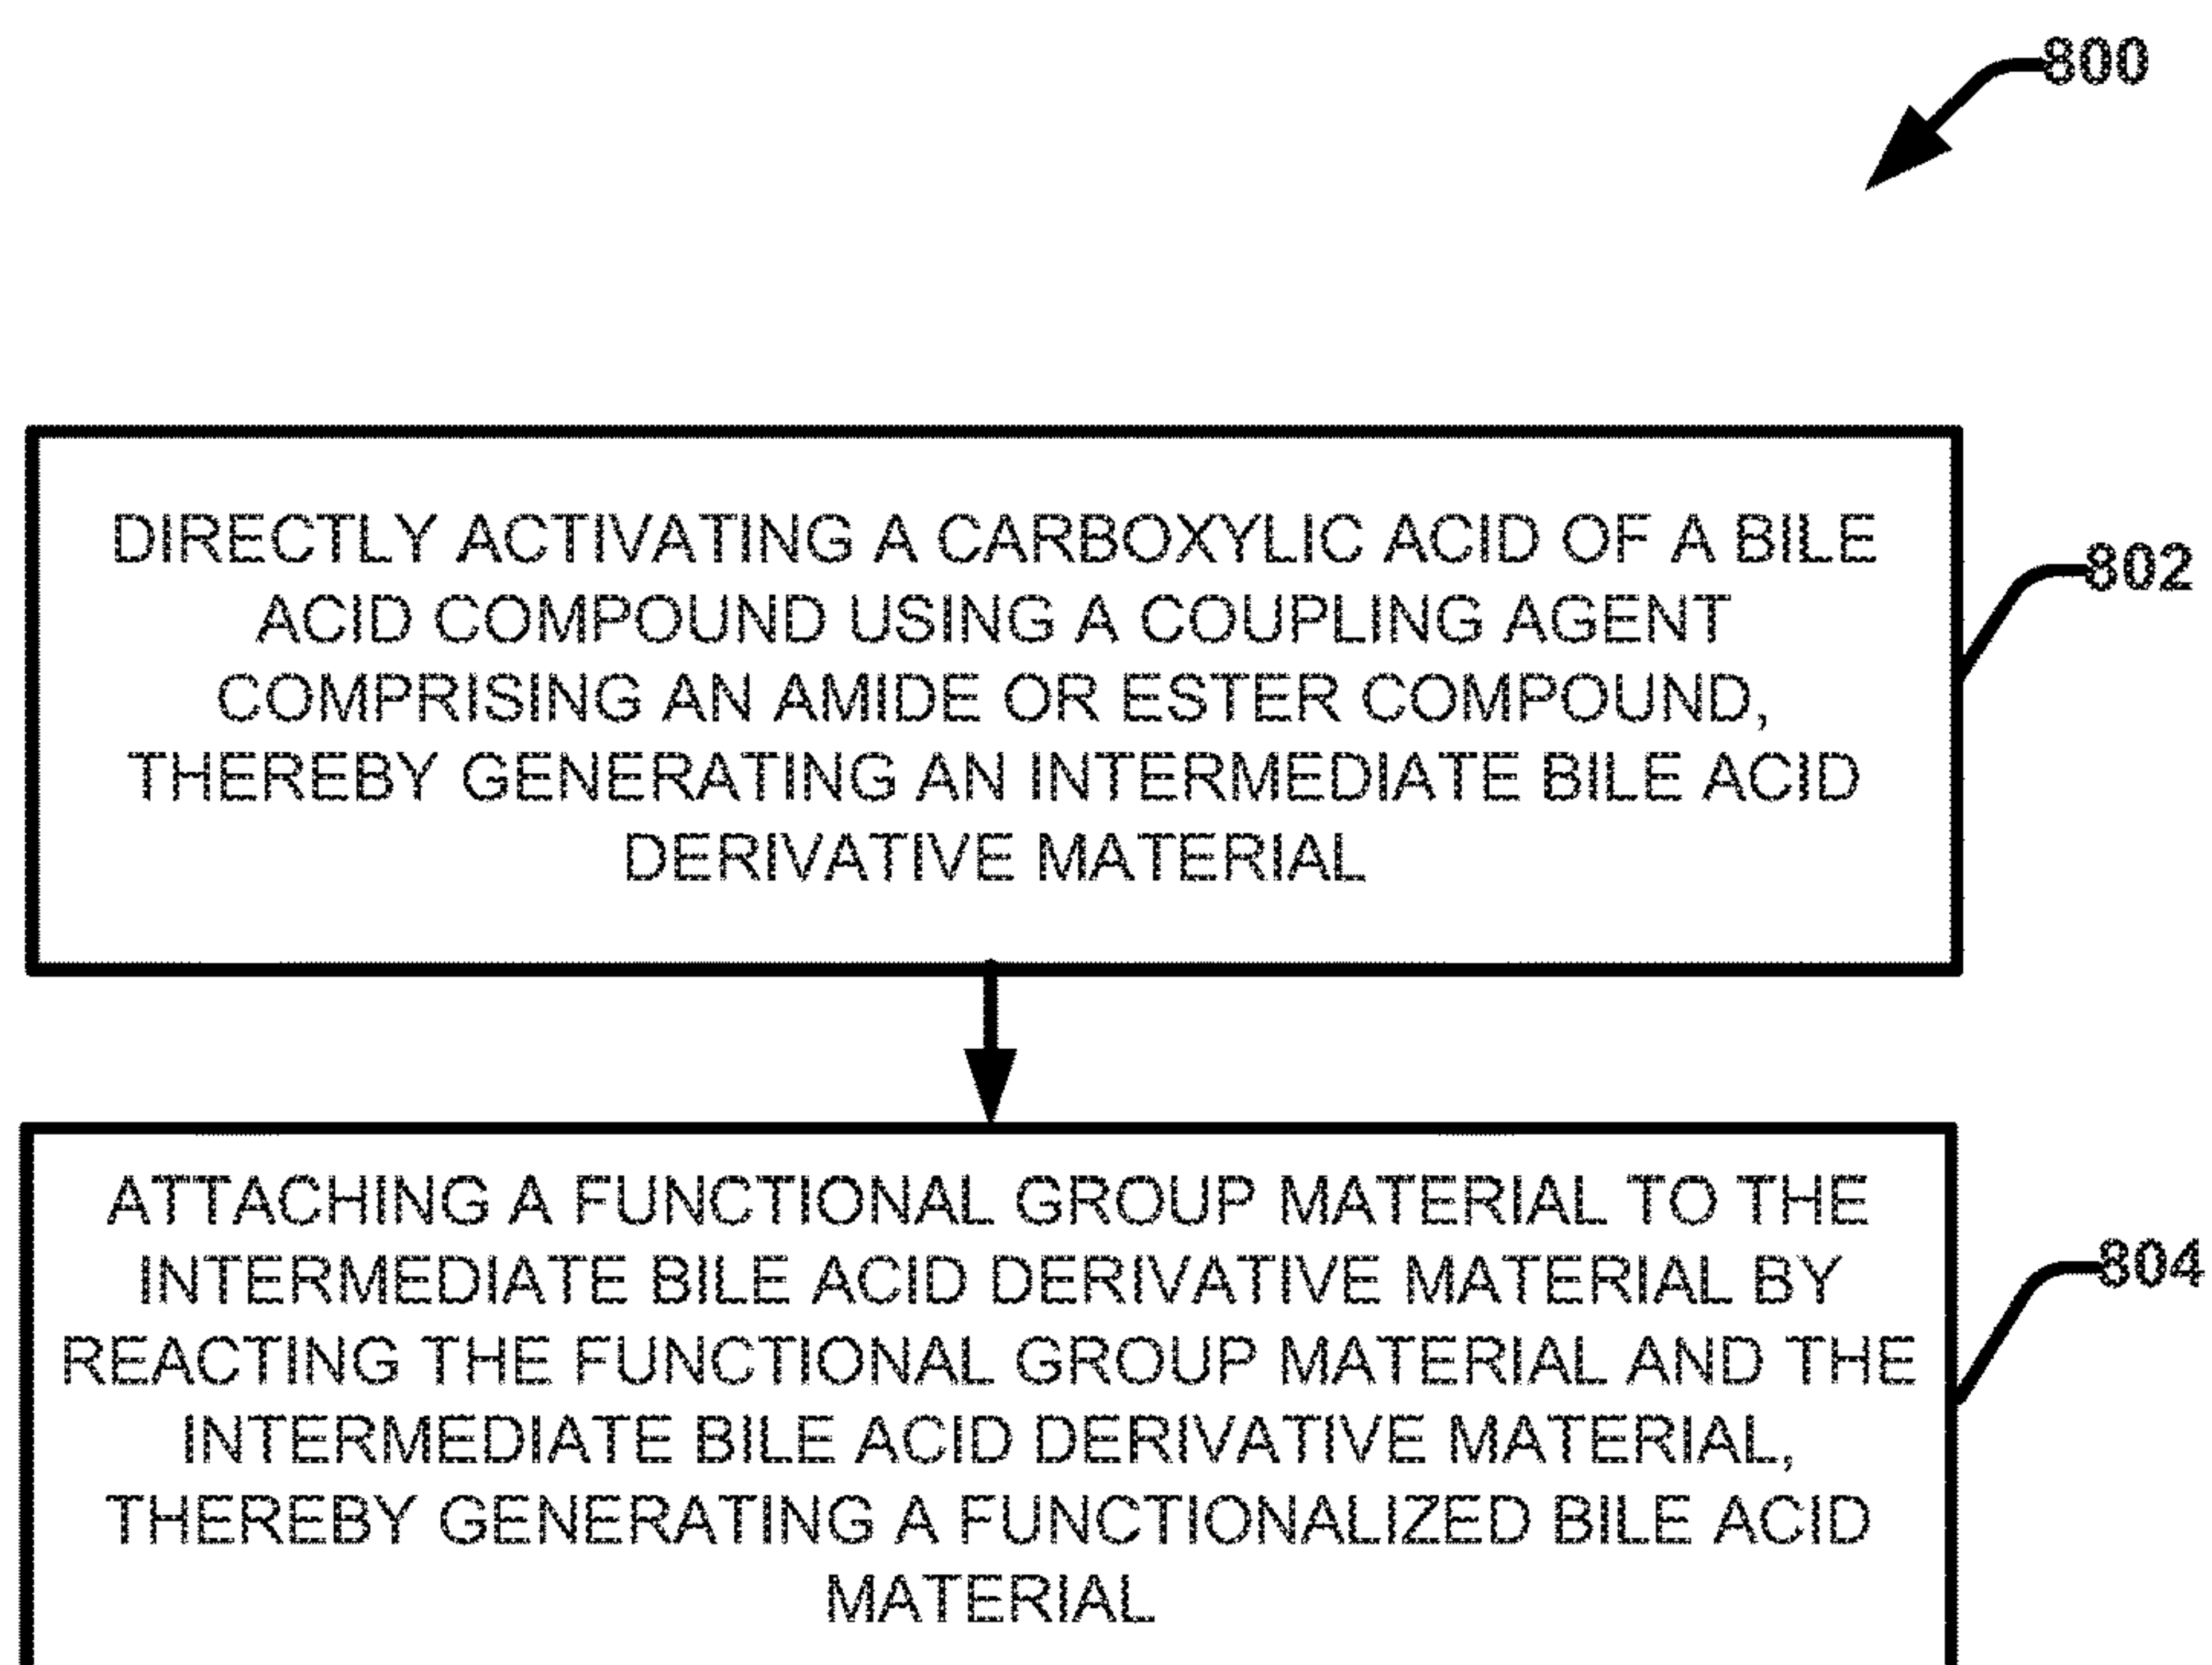 800
DIRECTLY ACTIVATING A CARBOXYLIC ACID OF A BILE
ACID COMPOUND USING A COUPLING AGENT
COMPRISING AN AMIDE OR ESTER COMPOUND,
THEREBY GENERATING AN INTERMEDIATE BILE ACID
DERIVATIVE MATERIAL
802
ATTACHING A FUNCTIONAL GROUP MATERIAL TO THE
INTERMEDIATE BILE ACID DERIVATIVE MATERIAL BY
REACTING THE FUNCTIONAL GROUP MATERIAL AND THE
INTERMEDIATE BILE ACID DERIVATIVE MATERIAL,
THEREBY GENERATING A FUNCTIONALIZED BILE ACID
MATERIAL
804